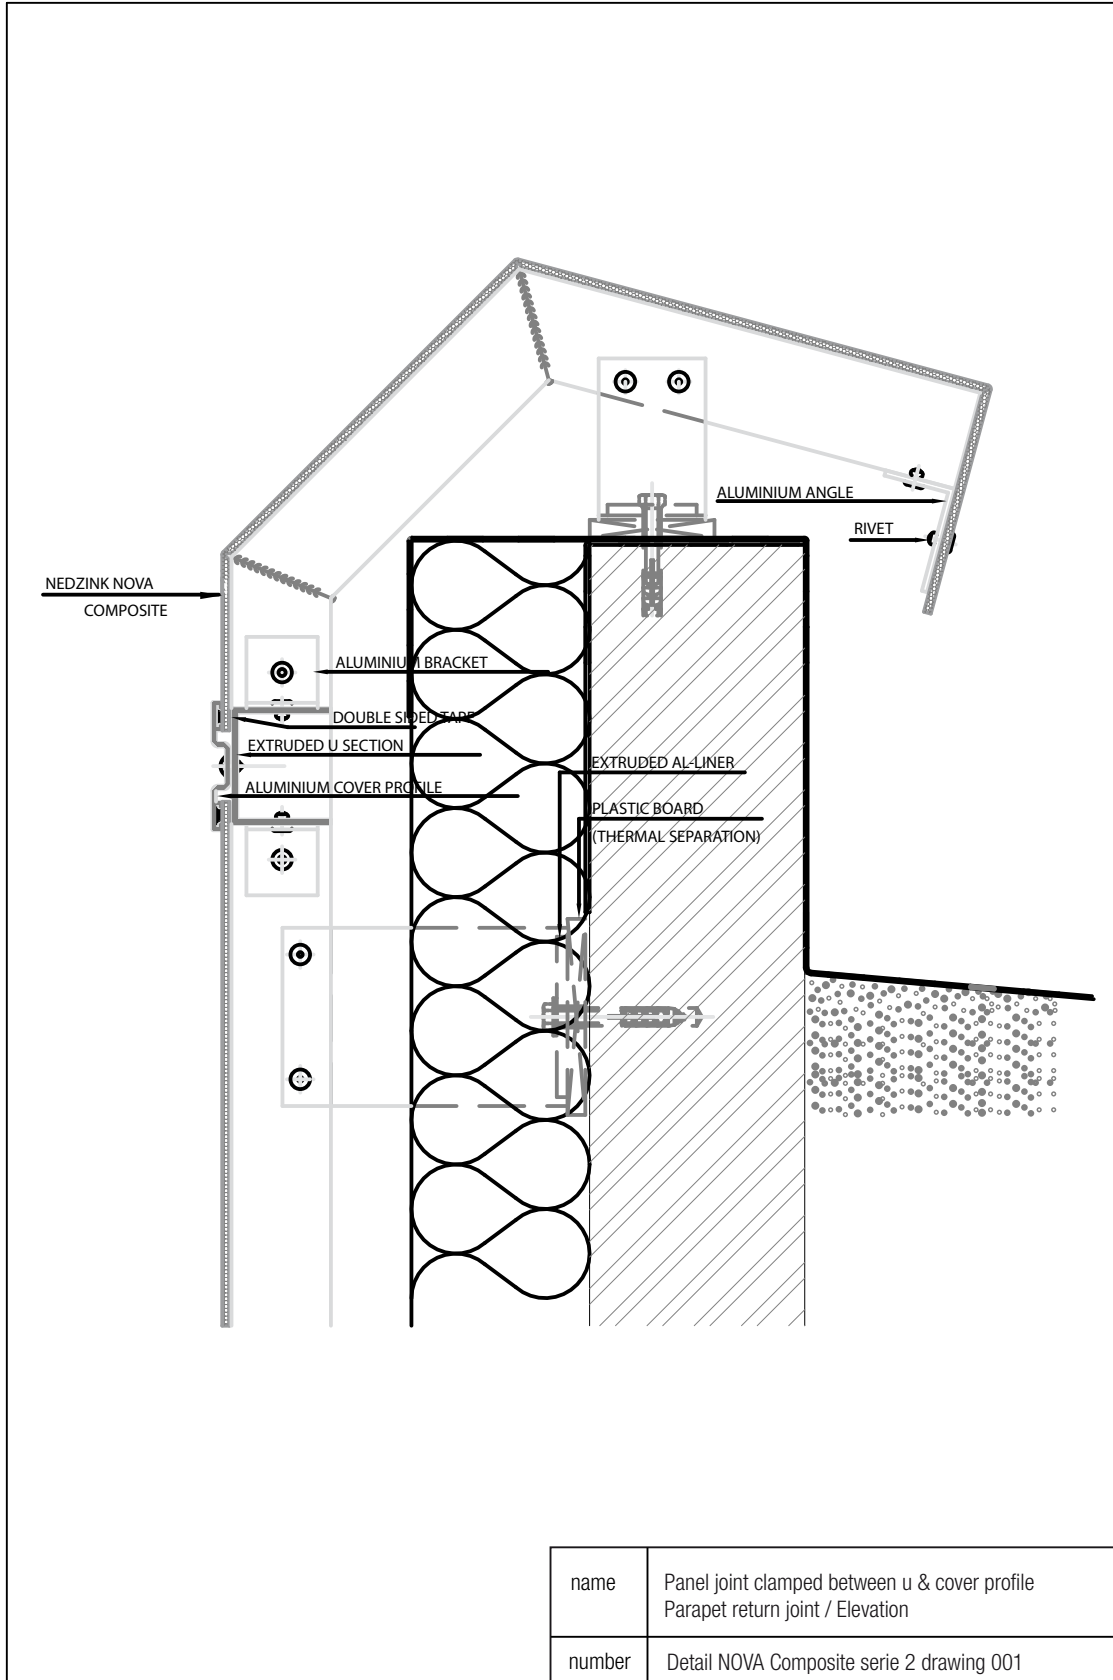 ALUMINIUM ANGLE
RIVET
NEDZINK NOVA
COMPOSITE
ALUMINIUM BRACKET
DOUBLE SIDED TAPE
EXTRUDED U SECTION
EXTRUDED AL-LINER
ALUMINIUM COVER PROFILE
PLASTIC BOARD
(THERMAL SEPARATION)
name
Panel joint clamped between u & cover profile
Parapet return joint / Elevation
number
Detail NOVA Composite serie 2 drawing 001